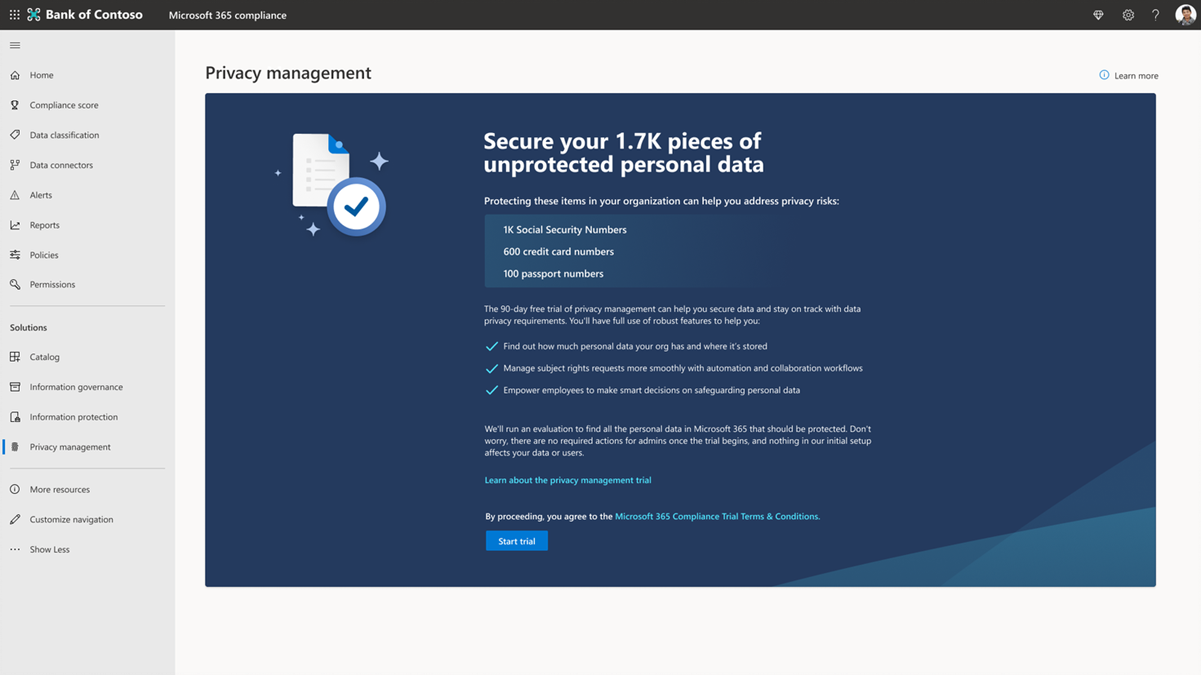 Bank of Contoso
Microsoft 365 compliance
Home
Compliance score
Data classification
Data connectors
Alerts
Reports
Policies
Permissions
Solutions
Catalog
Information governance
Information protection
Privacy management
More resources
Customize navigation
Show Less
Privacy management
Learn more
Secure your 1.7K pieces of
unprotected personal data
Protecting these items in your organization can help you address privacy risks:
1K Social Security Numbers
600 credit card numbers
100 passport numbers
The 90-day free trial of privacy management can help you secure data and stay on track with data
privacy requirements. You'll have full use of robust features to help you:
Find out how much personal data your org has and where it's stored
Manage subject rights requests more smoothly with automation and collaboration workflows
Empower employees to make smart decisions on safeguarding personal data
We'll run an evaluation to find all the personal data in Microsoft 365 that should be protected. Don't
worry, there are no required actions for admins once the trial begins, and nothing in our initial setup
affects your data or users.
Learn about the privacy management trial
By proceeding, you agree to the Microsoft 365 Compliance Trial Terms & Conditions.
Start trial